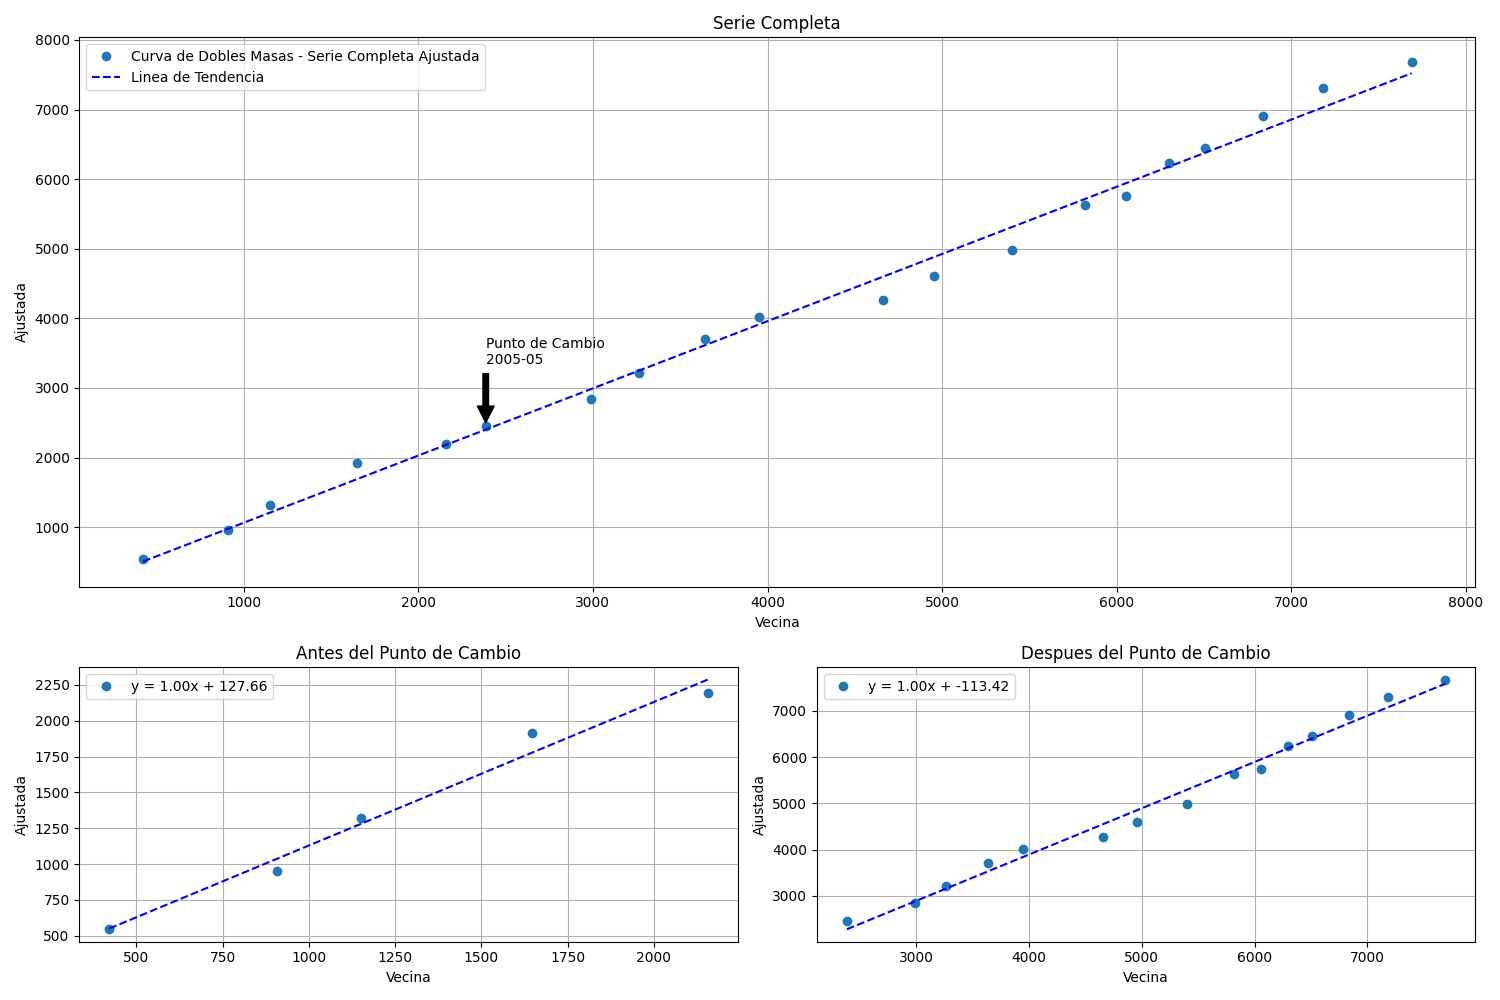 Serie Completa
Curva de Dobles Masas - Serie Completa Ajustada
Linea de Tendencia
8000
7000
6000
5000
4000
3000
2000
1000
Ajustada
Punto de Cambio
2005-05
1000 2000 3000 4000 5000 6000 7000 8000
Vecina
Antes del Punto de Cambio
y = 1.00x + 127.66
2250
2000
1750
1500
1250
1000
750
500
Ajustada
500 750 1000 1250 1500 1750 2000
Vecina
Despues del Punto de Cambio
y = 1.00x + -113.42
7000
6000
5000
4000
3000
Ajustada
3000 4000 5000 6000 7000
Vecina